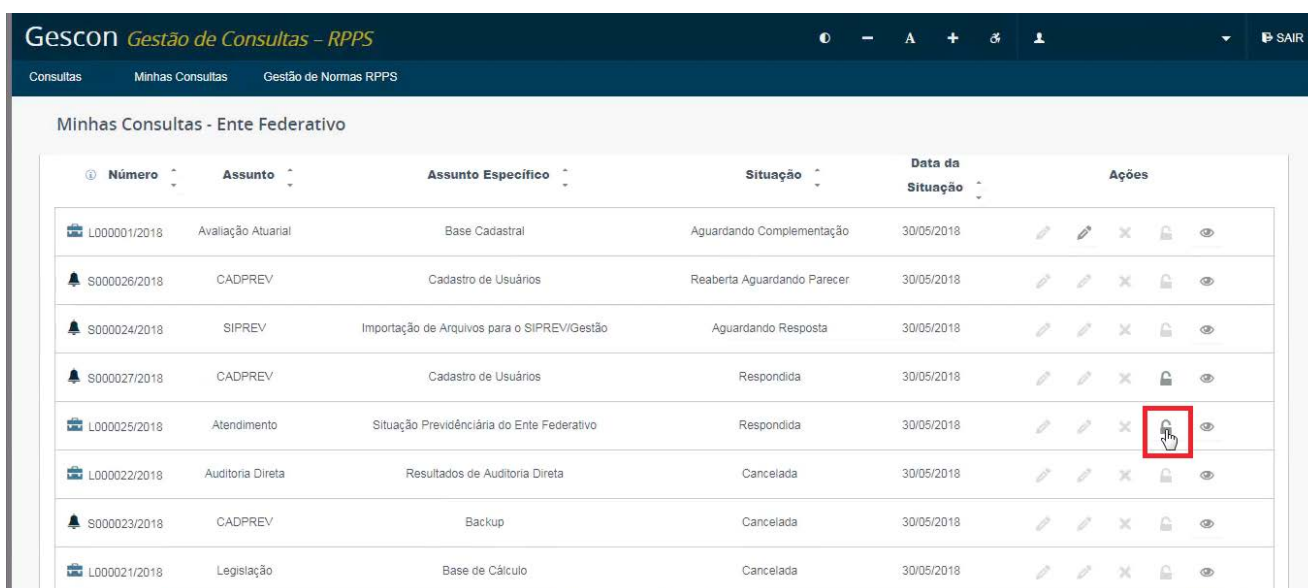 Gescon Gestão de Consultas – RPPS A SAIR
Consultas Minhas Consultas Gestão de Normas RPPS
Minhas Consultas - Ente Federativo
Número Assunto Assunto Específico Situação Data da Situação Ações
L000001/2018 Avaliação Atuarial Base Cadastral Aguardando Complementação 30/05/2018
S000026/2018 CADPREV Cadastro de Usuários Reaberta Aguardando Parecer 30/05/2018
S000024/2018 SIPREV Importação de Arquivos para o SIPREV/Gestão Aguardando Resposta 30/05/2018
S000027/2018 CADPREV Cadastro de Usuários Respondida 30/05/2018
L000025/2018 Atendimento Situação Previdênciária do Ente Federativo Respondida 30/05/2018
L000022/2018 Auditoria Direta Resultados de Auditoria Direta Cancelada 30/05/2018
S000023/2018 CADPREV Backup Cancelada 30/05/2018
L000021/2018 Legislação Base de Cálculo Cancelada 30/05/2018